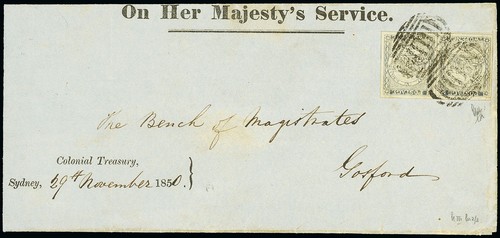 On Her Majesty's Service.
The Bench of Magistrates
Colonial Treasury,
Sydney, 29th November 1850.
Gosford